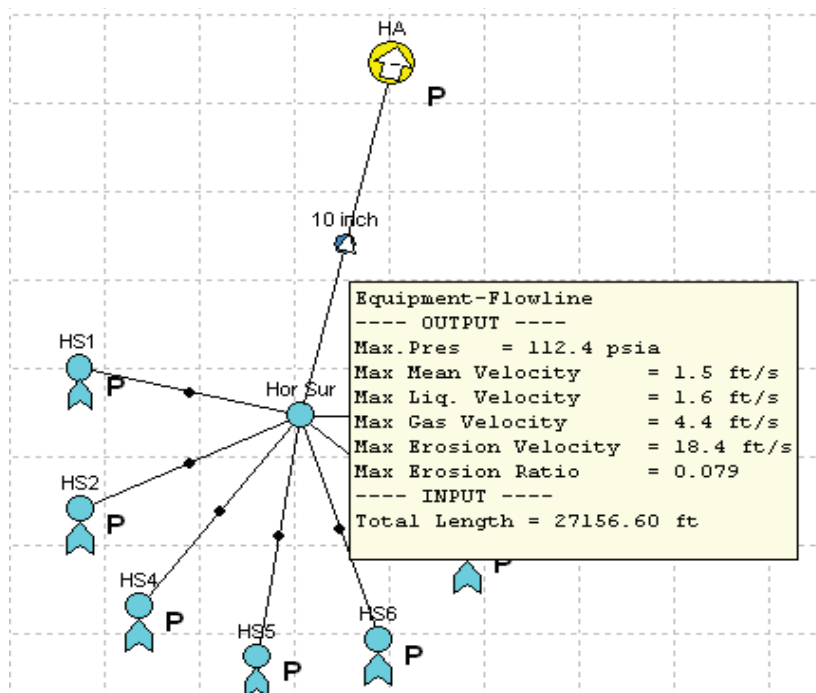 HA
P
10 inch
Equipment-Flowline
---- OUTPUT ----
Max.Pres = 112.4 psia
Max Mean Velocity = 1.5 ft/s
Max Liq. Velocity = 1.6 ft/s
Max Gas Velocity = 4.4 ft/s
Max Erosion Velocity = 18.4 ft/s
Max Erosion Ratio = 0.079
---- INPUT ----
Total Length = 27156.60 ft
HS1
P
Hor Sur
HS2
P
HS4
P
HS5
P
HS6
P
P